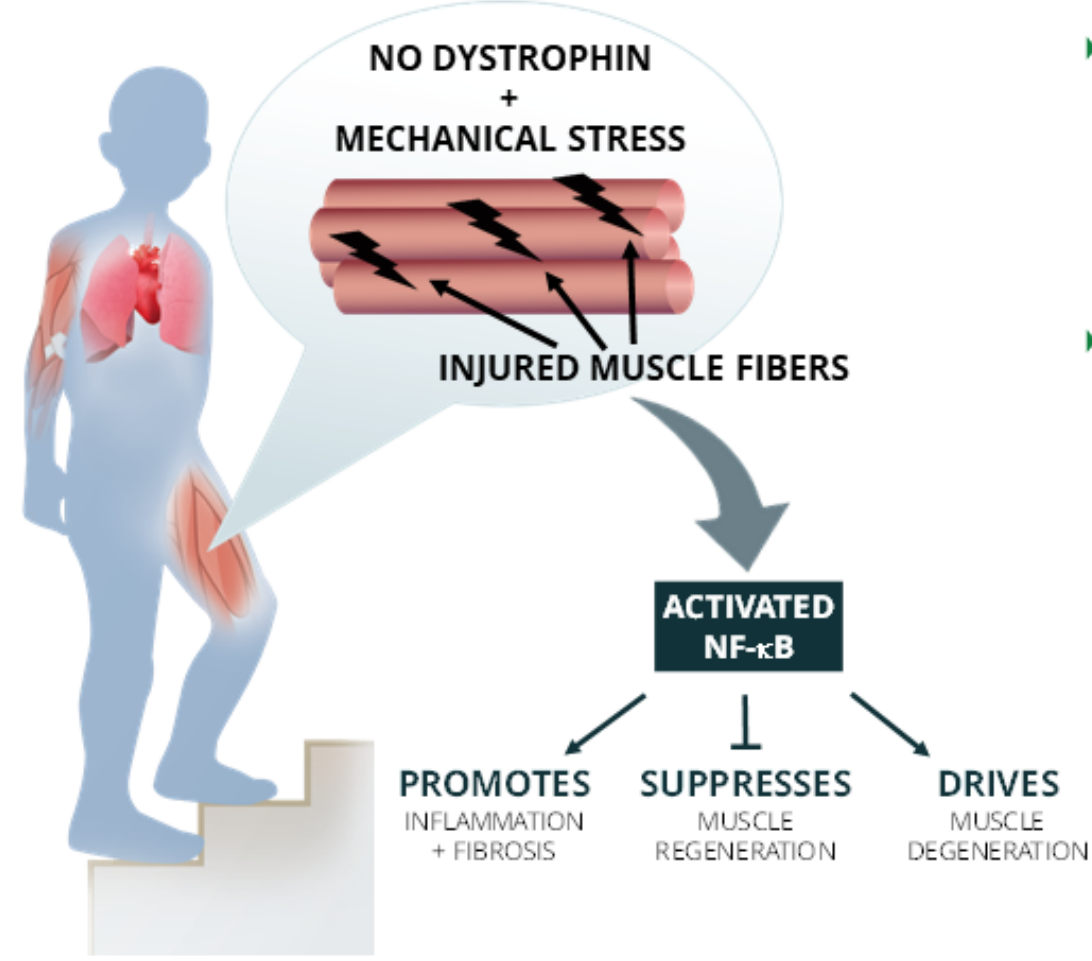 NO DYSTROPHIN
+
MECHANICAL STRESS
INJURED MUSCLE FIBERS
ACTIVATED
NF-κB
PROMOTES
INFLAMMATION
+ FIBROSIS
SUPPRESSES
MUSCLE
REGENERATION
DRIVES
MUSCLE
DEGENERATION